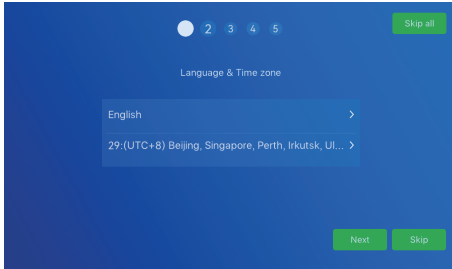 2 3 4 5
Skip all
Language & Time zone
English
29:(UTC+8) Beijing, Singapore, Perth, Irkutsk, Ul...
Next Skip